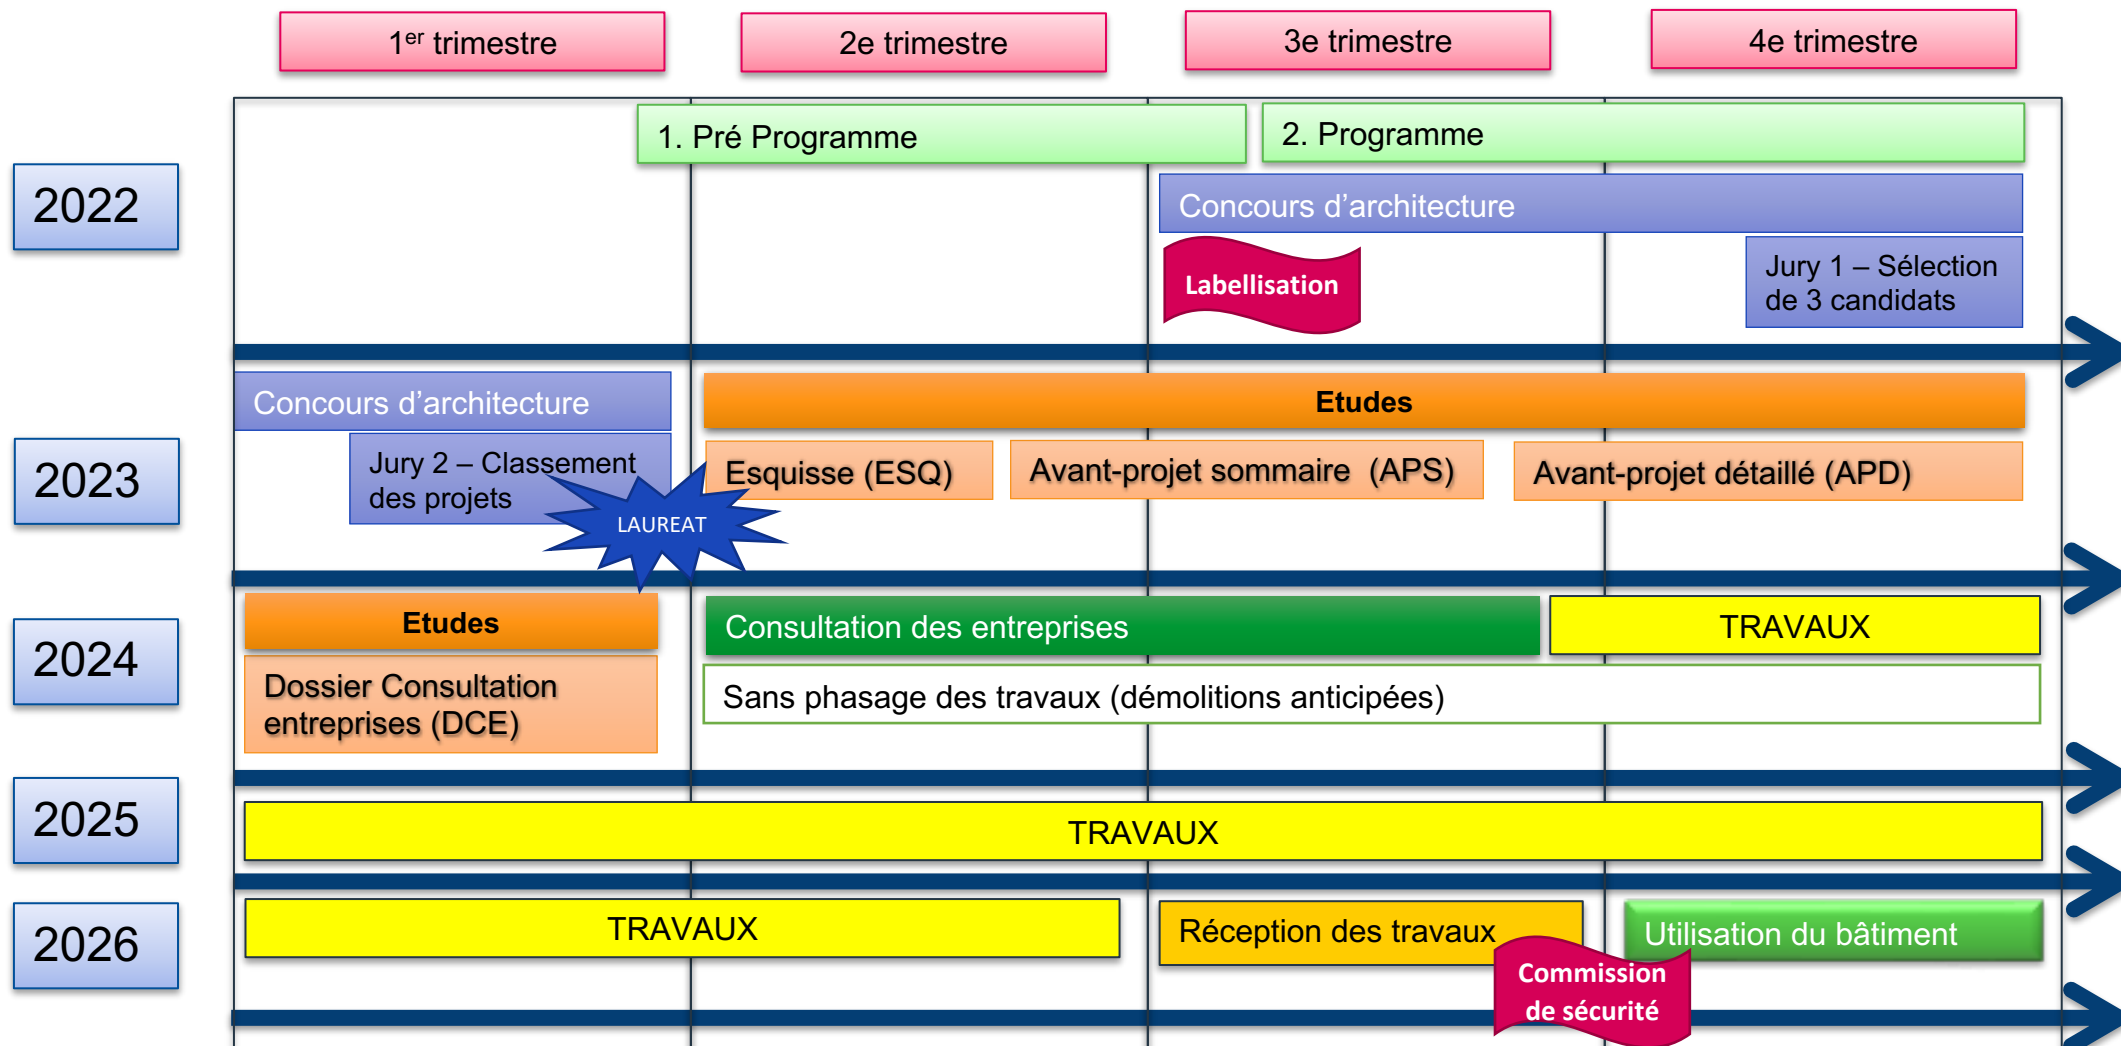 1er trimestre
2e trimestre
3e trimestre
4e trimestre
2022
1. Pré Programme
2. Programme
Concours d’architecture
Labellisation
Jury 1 – Sélection
de 3 candidats
2023
Concours d’architecture
Jury 2 – Classement
des projets
LAUREAT
Etudes
Esquisse (ESQ)
Avant-projet sommaire  (APS)
Avant-projet détaillé (APD)
2024
Etudes
Dossier Consultation
entreprises (DCE)
Consultation des entreprises
TRAVAUX
Sans phasage des travaux (démolitions anticipées)
2025
TRAVAUX
2026
TRAVAUX
Réception des travaux
Commission
de sécurité
Utilisation du bâtiment